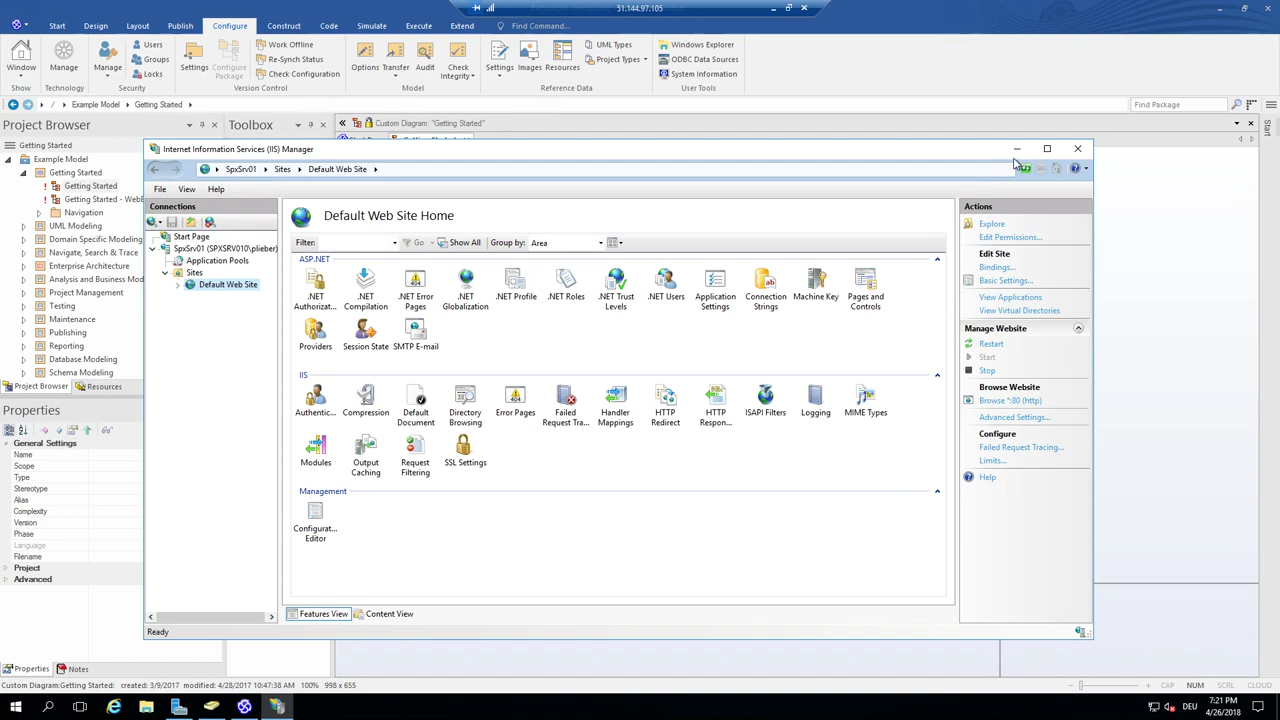 51.144.97.105
Start Design Layout Publish Configure Construct Code Simulate Execute Extend Find Command...
Window
Show
Manage
Technology
Manage
Users
Groups
Locks
Security
Settings
Configure Package
Work Offline
Re-Synch Status
Check Configuration
Version Control
Options
Transfer
Audit
Check Integrity
Model
Settings
Images
Resources
UML Types
Project Types
Reference Data
Windows Explorer
ODBC Data Sources
System Information
User Tools
/ Example Model Getting Started
Find Package
Project Browser
Toolbox
Custom Diagram: "Getting Started"
Start
Getting Started
Example Model
Getting Started
Getting Started
Getting Started - WebE
Navigation
UML Modeling
Domain Specific Modeling
Navigate, Search & Trace
Enterprise Architecture
Analysis and Business Mod
Project Management
Testing
Maintenance
Publishing
Reporting
Database Modeling
Schema Modeling
Project Browser Resources
Properties
General Settings
Name
Scope
Type
Stereotype
Alias
Complexity
Version
Phase
Language
Filename
Project
Advanced
Properties Notes
Internet Information Services (IIS) Manager
SpxSrv01 Sites Default Web Site
File View Help
Connections
Start Page
SpxSrv01 (SPXSRV010\plieber)
Application Pools
Sites
Default Web Site
Default Web Site Home
Filter: Go Show All Group by: Area
ASP.NET
.NET Authorizat...
.NET Compilation
.NET Error Pages
.NET Globalization
.NET Profile
.NET Roles
.NET Trust Levels
.NET Users
Application Settings
Connection Strings
Machine Key
Pages and Controls
Providers
Session State
SMTP E-mail
IIS
Authentic...
Compression
Default Document
Directory Browsing
Error Pages
Failed Request Tra...
Handler Mappings
HTTP Redirect
HTTP Respon...
ISAPI Filters
Logging
MIME Types
Modules
Output Caching
Request Filtering
SSL Settings
Management
Configurat... Editor
Features View Content View
Ready
Actions
Explore
Edit Permissions...
Edit Site
Bindings...
Basic Settings...
View Applications
View Virtual Directories
Manage Website
Restart
Start
Stop
Browse Website
Browse *:80 (http)
Advanced Settings...
Configure
Failed Request Tracing...
Limits...
Help
Custom Diagram:Getting Started: created: 3/9/2017 modified: 4/28/2017 10:47:38 AM 100% 998 x 655
CAP NUM SCRL CLOUD
DEU
7:21 PM
4/26/2018